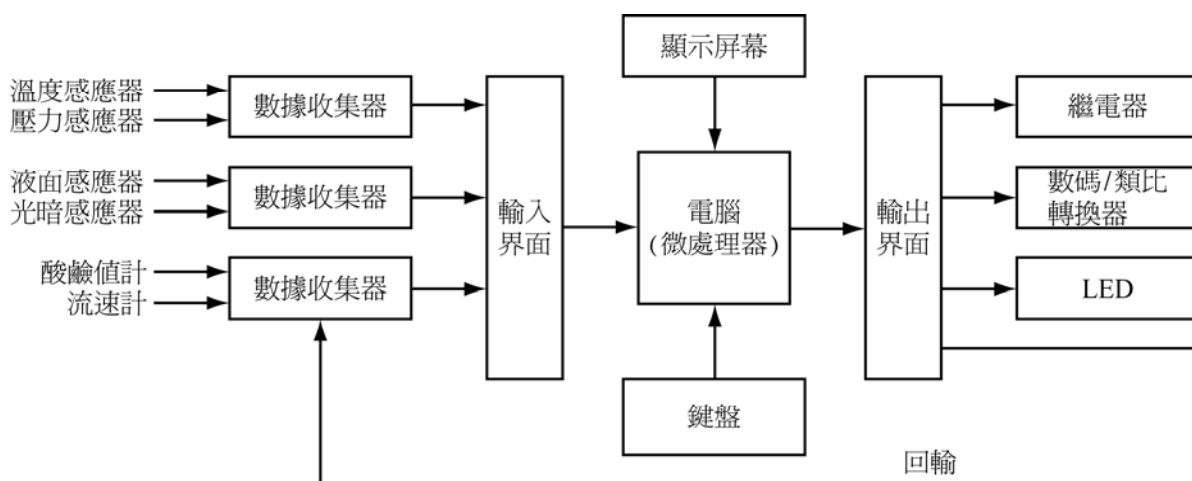 顯示屏幕
溫度感應器
壓力感應器
數據收集器
繼電器
液面感應器
光暗感應器
數據收集器
輸入
界面
電腦
(微處理器)
輸出
界面
數碼/類比
轉換器
酸鹼值計
流速計
數據收集器
LED
鍵盤
回輸